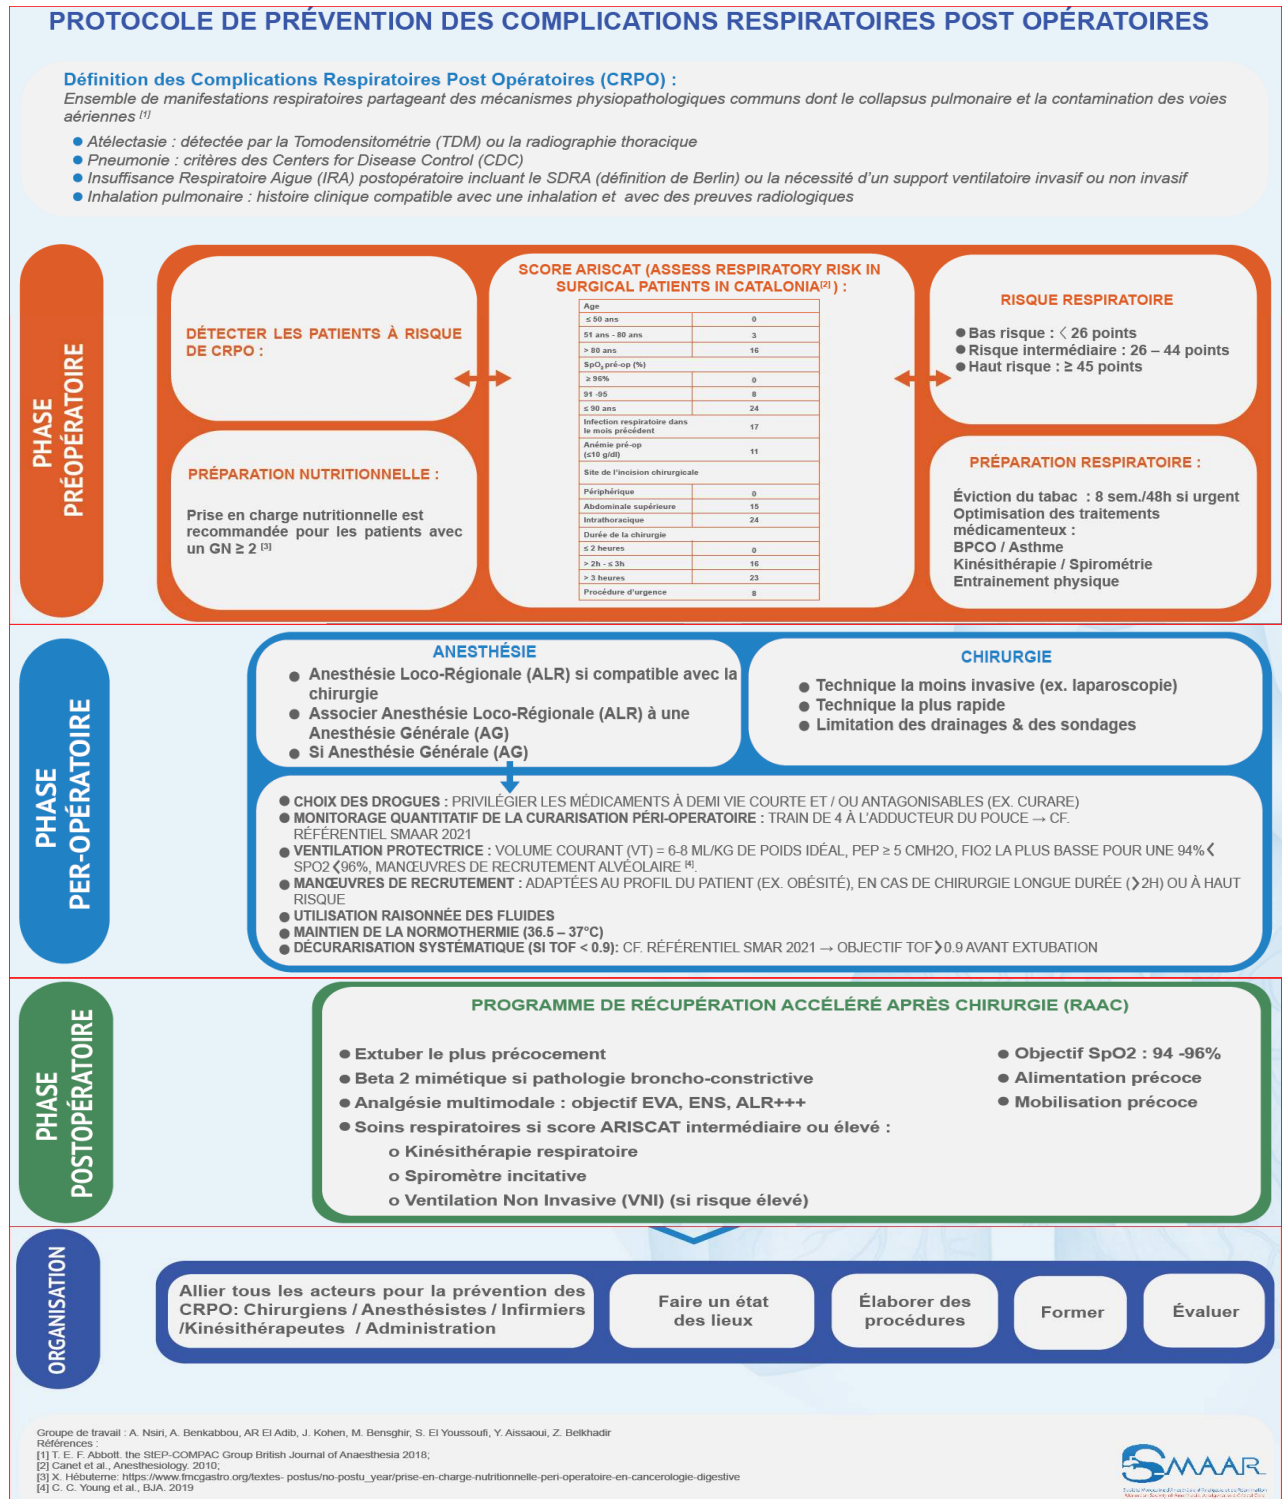 PROTOCOLE DE PRÉVENTION DES COMPLICATIONS RESPIRATOIRES POST OPÉRATOIRES
Définition des Complications Respiratoires Post Opératoires (CRPO) :
Ensemble de manifestations respiratoires partageant des mécanismes physiopathologiques communs dont le collapsus pulmonaire et la contamination des voies
aériennes [1]
● Atélectasie : détectée par la Tomodensitométrie (TDM) ou la radiographie thoracique
● Pneumonie : critères des Centers for Disease Control (CDC)
● Insuffisance Respiratoire Aigue (IRA) postopératoire incluant le SDRA (définition de Berlin) ou la nécessité d'un support ventilatoire invasif ou non invasif
● Inhalation pulmonaire : histoire clinique compatible avec une inhalation et avec des preuves radiologiques
PHASE
PRÉOPÉRATOIRE
DÉTECTER LES PATIENTS À RISQUE
DE CRPO :
PRÉPARATION NUTRITIONNELLE :
Prise en charge nutritionnelle est
recommandée pour les patients avec
un GN ≥ 2 [3]
SCORE ARISCAT (ASSESS RESPIRATORY RISK IN
SURGICAL PATIENTS IN CATALONIA[2] ) :
Age
≤ 50 ans 0
51 ans - 80 ans 3
> 80 ans 16
SpO2 pré-op (%)
≥ 96% 0
91 -95 8
≤ 90 ans 24
Infection respiratoire dans
le mois précédent 17
Anémie pré-op
(≤10 g/dl) 11
Site de l'incision chirurgicale
Périphérique 0
Abdominale supérieure 15
Intrathoracique 24
Durée de la chirurgie
≤ 2 heures 0
> 2h - ≤ 3h 16
> 3 heures 23
Procédure d'urgence 8
RISQUE RESPIRATOIRE
● Bas risque : < 26 points
● Risque intermédiaire : 26 – 44 points
● Haut risque : ≥ 45 points
PRÉPARATION RESPIRATOIRE :
Éviction du tabac : 8 sem./48h si urgent
Optimisation des traitements
médicamenteux :
BPCO / Asthme
Kinésithérapie / Spirométrie
Entrainement physique
PHASE
PER-OPÉRATOIRE
ANESTHÉSIE
● Anesthésie Loco-Régionale (ALR) si compatible avec la
chirurgie
● Associer Anesthésie Loco-Régionale (ALR) à une
Anesthésie Générale (AG)
● Si Anesthésie Générale (AG)
CHIRURGIE
● Technique la moins invasive (ex. laparoscopie)
● Technique la plus rapide
● Limitation des drainages & des sondages
● CHOIX DES DROGUES : PRIVILÉGIER LES MÉDICAMENTS À DEMI VIE COURTE ET / OU ANTAGONISABLES (EX. CURARE)
● MONITORAGE QUANTITATIF DE LA CURARISATION PÉRI-OPERATOIRE : TRAIN DE 4 À L'ADDUCTEUR DU POUCE → CF.
RÉFÉRENTIEL SMAAR 2021
● VENTILATION PROTECTRICE : VOLUME COURANT (VT) = 6-8 ML/KG DE POIDS IDÉAL, PEP ≥ 5 CMH2O, FIO2 LA PLUS BASSE POUR UNE 94%<
SPO2<96%, MANŒUVRES DE RECRUTEMENT ALVÉOLAIRE [4].
● MANŒUVRES DE RECRUTEMENT : ADAPTÉES AU PROFIL DU PATIENT (EX. OBÉSITÉ), EN CAS DE CHIRURGIE LONGUE DURÉE (>2H) OU À HAUT
RISQUE
● UTILISATION RAISONNÉE DES FLUIDES
● MAINTIEN DE LA NORMOTHERMIE (36.5 – 37°C)
● DÉCURARISATION SYSTÉMATIQUE (SI TOF < 0.9): CF. RÉFÉRENTIEL SMAR 2021 → OBJECTIF TOF>0.9 AVANT EXTUBATION
PHASE
POSTOPÉRATOIRE
PROGRAMME DE RÉCUPÉRATION ACCÉLÉRÉ APRÈS CHIRURGIE (RAAC)
● Extuber le plus précocement
● Beta 2 mimétique si pathologie broncho-constrictive
● Analgésie multimodale : objectif EVA, ENS, ALR+++
● Soins respiratoires si score ARISCAT intermédiaire ou élevé :
o Kinésithérapie respiratoire
o Spiromètre incitative
o Ventilation Non Invasive (VNI) (si risque élevé)
● Objectif SpO2 : 94 -96%
● Alimentation précoce
● Mobilisation précoce
ORGANISATION
Allier tous les acteurs pour la prévention des
CRPO: Chirurgiens / Anesthésistes / Infirmiers
/Kinésithérapeutes / Administration
Faire un état
des lieux
Élaborer des
procédures
Former
Évaluer
Groupe de travail : A. Nsiri, A. Benkabbou, AR El Adib, J. Kohen, M. Bensghir, S. El Youssoufi, Y. Aissaoui, Z. Belkhadir
Références :
[1] T. E. F. Abbott. the StEP-COMPAC Group British Journal of Anaesthesia 2018;
[2] Canet et al., Anesthesiology. 2010;
[3] X. Hébuterne: https://www.fmcgastro.org/textes- postus/no-postu_year/prise-en-charge-nutritionnelle-peri-operatoire-en-cancerologie-digestive
[4] C. C. Young et al., BJA. 2019
SMAAR